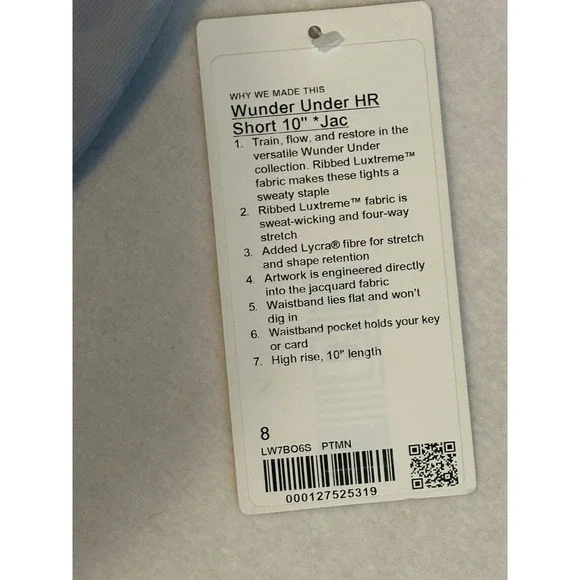 WHY WE MADE THIS
Wunder Under HR
Short 10" *Jac
1. Train, flow, and restore in the
versatile Wunder Under
collection. Ribbed Luxtreme™
fabric makes these tights a
sweaty staple
2. Ribbed Luxtreme™ fabric is
sweat-wicking and four-way
stretch
3. Added Lycra® fibre for stretch
and shape retention
4. Artwork is engineered directly
into the jacquard fabric
5. Waistband lies flat and won't
dig in
6. Waistband pocket holds your key
or card
7. High rise, 10" length
8
LW7BO6S PTMN
000127525319